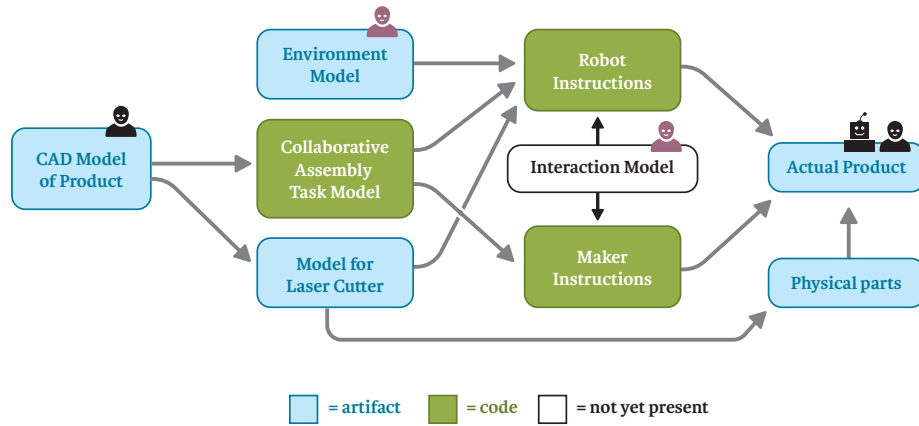 Environment
Model
Robot
Instructions
CAD Model
of Product
Collaborative
Assembly
Task Model
Interaction Model
Actual Product
Model for
Laser Cutter
Maker
Instructions
Physical parts
= artifact
= code
= not yet present